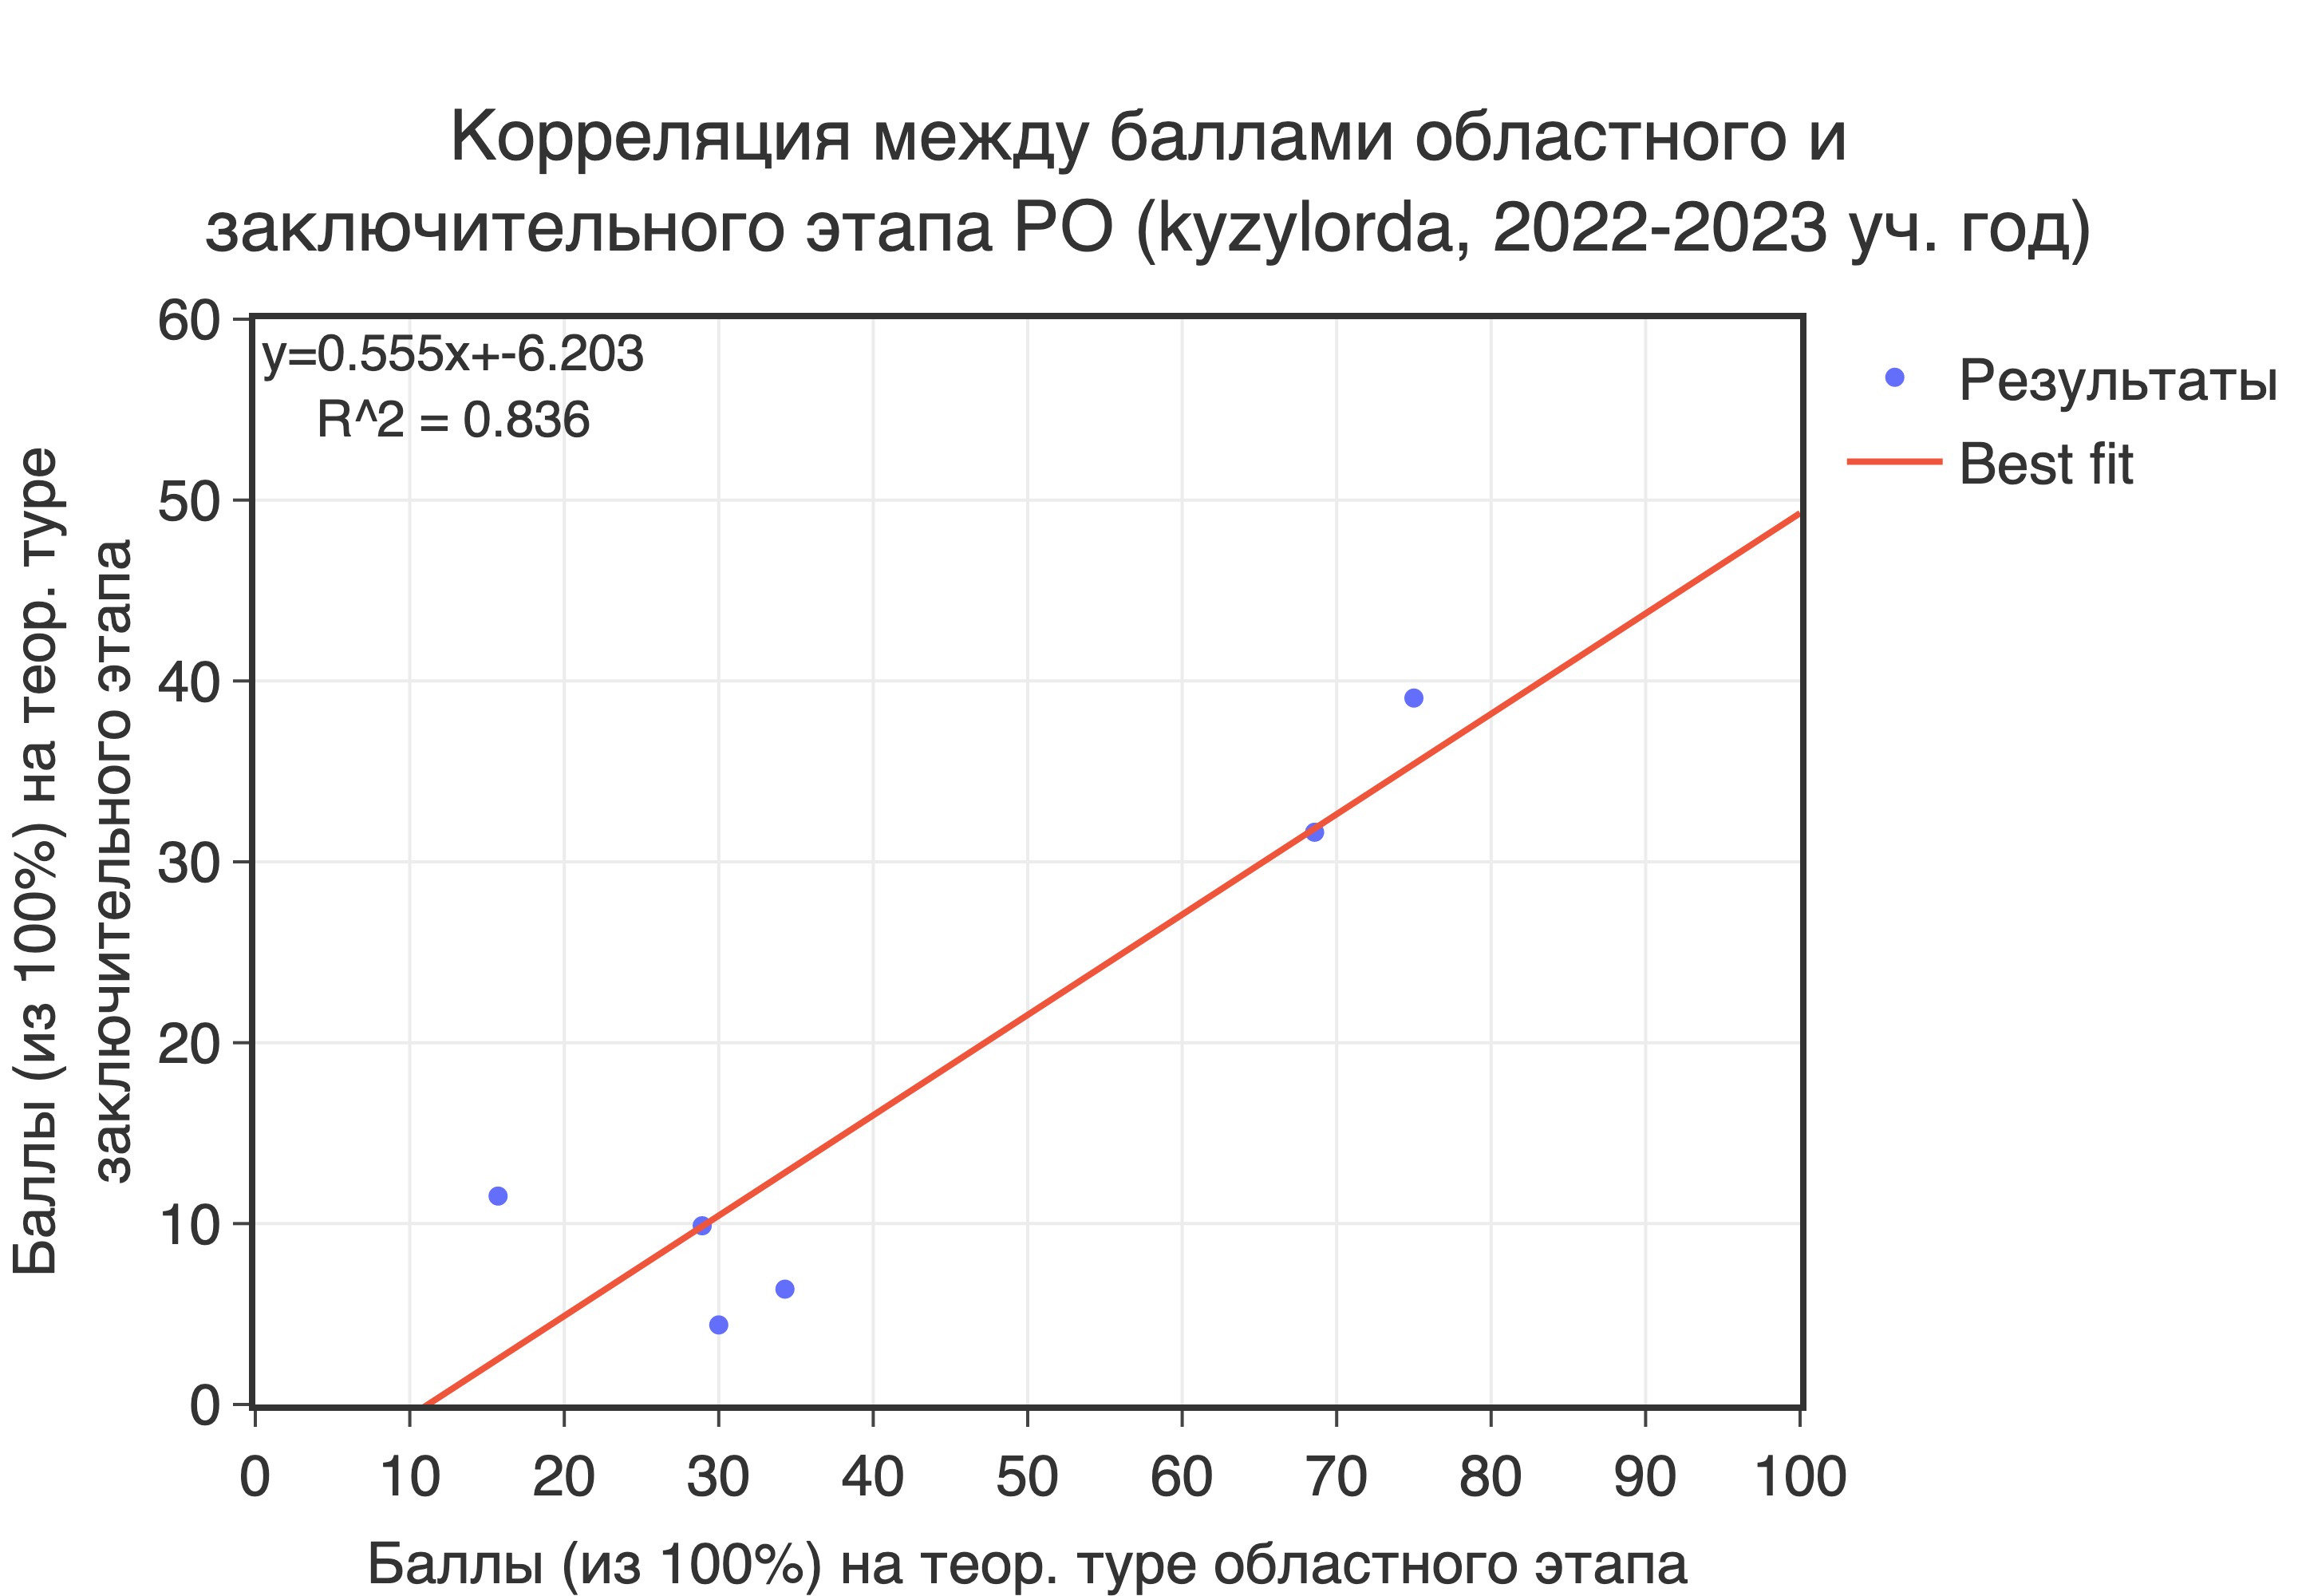 Корреляция между баллами областного и
заключительного этапа РО (kyzylorda, 2022-2023 уч. год)
y=0.555x+-6.203
R^2 = 0.836
Результаты
Best fit
Баллы (из 100%) на теор. туре
заключительного этапа
60
50
40
30
20
10
0
0 10 20 30 40 50 60 70 80 90 100
Баллы (из 100%) на теор. туре областного этапа